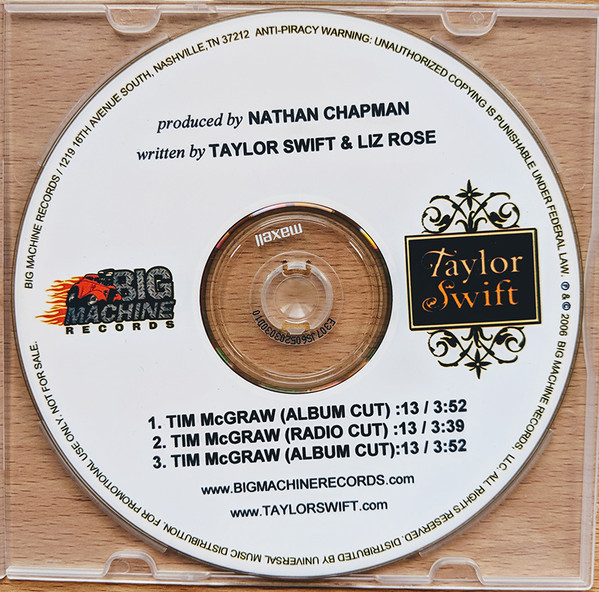 BIG MACHINE RECORDS / 1219 16TH AVENUE SOUTH, NASHVILLE, TN 37212 ANTI-PIRACY WARNING: UNAUTHORIZED COPYING IS PUNISHABLE UNDER FEDERAL LAW. ℗ & © 2006 BIG MACHINE RECORDS, LLC. ALL RIGHTS RESERVED. DISTRIBUTED BY UNIVERSAL MUSIC DISTRIBUTION. FOR PROMOTIONAL USE ONLY. NOT FOR SALE.
produced by NATHAN CHAPMAN
written by TAYLOR SWIFT & LIZ ROSE
maxell
Taylor
Swift
BIG
MACHINE
RECORDS
1. TIM McGRAW (ALBUM CUT) :13 / 3:52
2. TIM McGRAW (RADIO CUT) :13 / 3:39
3. TIM McGRAW (ALBUM CUT):13 / 3:52
www.BIGMACHINERECORDS.com
www.TAYLORSWIFT.com